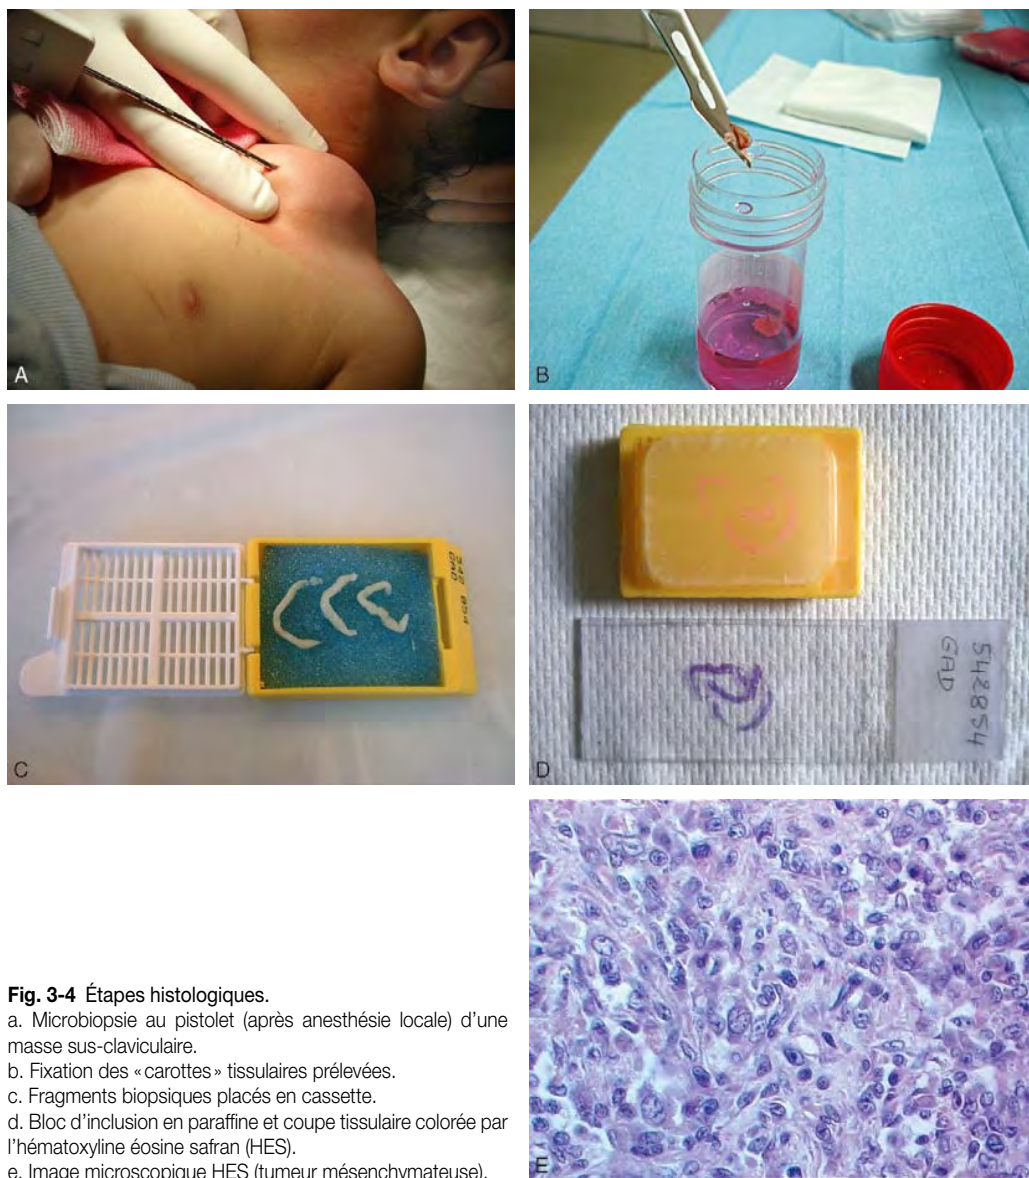 A
B
542 854
GAD
C
D
542854
GAD
E
Fig. 3-4 Étapes histologiques.
a. Microbiopsie au pistolet (après anesthésie locale) d’une
masse sus-claviculaire.
b. Fixation des «carottes» tissulaires prélevées.
c. Fragments biopsiques placés en cassette.
d. Bloc d’inclusion en paraffine et coupe tissulaire colorée par
l’hématoxyline éosine safran (HES).
e. Image microscopique HES (tumeur mésenchymateuse).